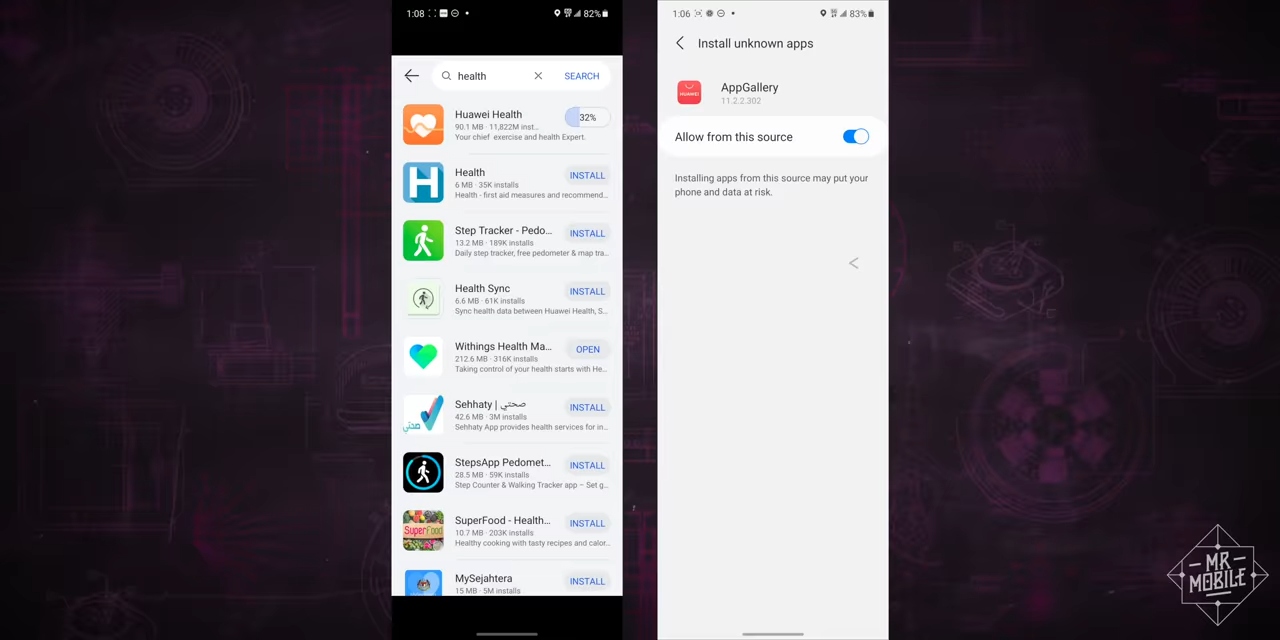 1:08
82%
health
SEARCH
Huawei Health
90.1 MB · 11,822M inst...
Your chief exercise and health Expert.
32%
Health
6 MB · 35K installs
Health - first aid measures and recommend...
INSTALL
Step Tracker - Pedo...
13.2 MB · 189K installs
Daily step tracker, free pedometer & map tra...
INSTALL
Health Sync
6.6 MB · 61K installs
Sync health data between Huawei Health, S...
INSTALL
Withings Health Ma...
212.6 MB · 316K installs
Taking control of your health starts with He...
OPEN
Sehhaty | صحتي
42.6 MB · 3M installs
Sehhaty App provides health services for in...
INSTALL
صحتي
StepsApp Pedomet...
28.5 MB · 59K installs
Step Counter & Walking Tracker app – Set g...
INSTALL
SuperFood - Health...
10.7 MB · 203K installs
Healthy cooking with tasty recipes and calor...
INSTALL
SuperFood
MySejahtera
15 MB · 5M installs
INSTALL
1:06
83%
Install unknown apps
HUAWEI
AppGallery
11.2.2.302
Allow from this source
Installing apps from this source may put your
phone and data at risk.
MR
MOBILE